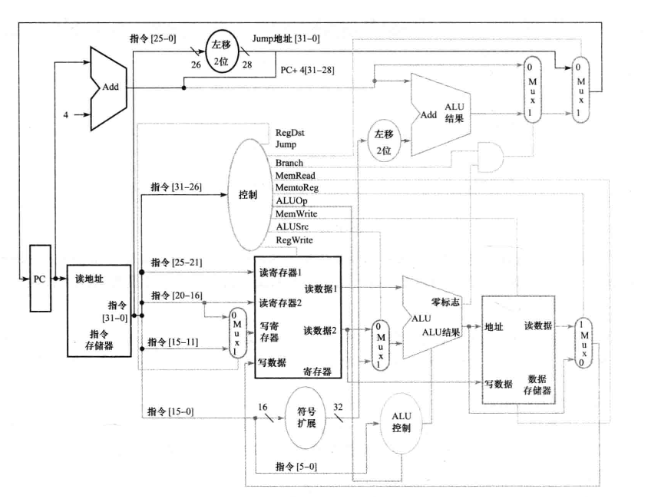 指令 [25-0]
左移
2位
26
28
Jump地址 [31-0]
PC+ 4[31-28]
Add
4
0
M
u
x
1
0
M
u
x
1
Add
ALU
结果
左移
2位
RegDst
Jump
Branch
MemRead
MemtoReg
ALUOp
MemWrite
ALUSrc
RegWrite
控制
指令 [31-26]
PC
读地址
指令
[31-0]
指令
存储器
指令 [25-21]
指令 [20-16]
指令 [15-11]
0
M
u
x
1
读寄存器1
读寄存器2
写寄
存器
写数据
读数据1
读数据2
寄存器
0
M
u
x
1
零标志
ALU
ALU结果
地址
读数据
写数据
数据
存储器
1
M
u
x
0
指令 [15-0]
16
符号
扩展
32
ALU
控制
指令 [5-0]